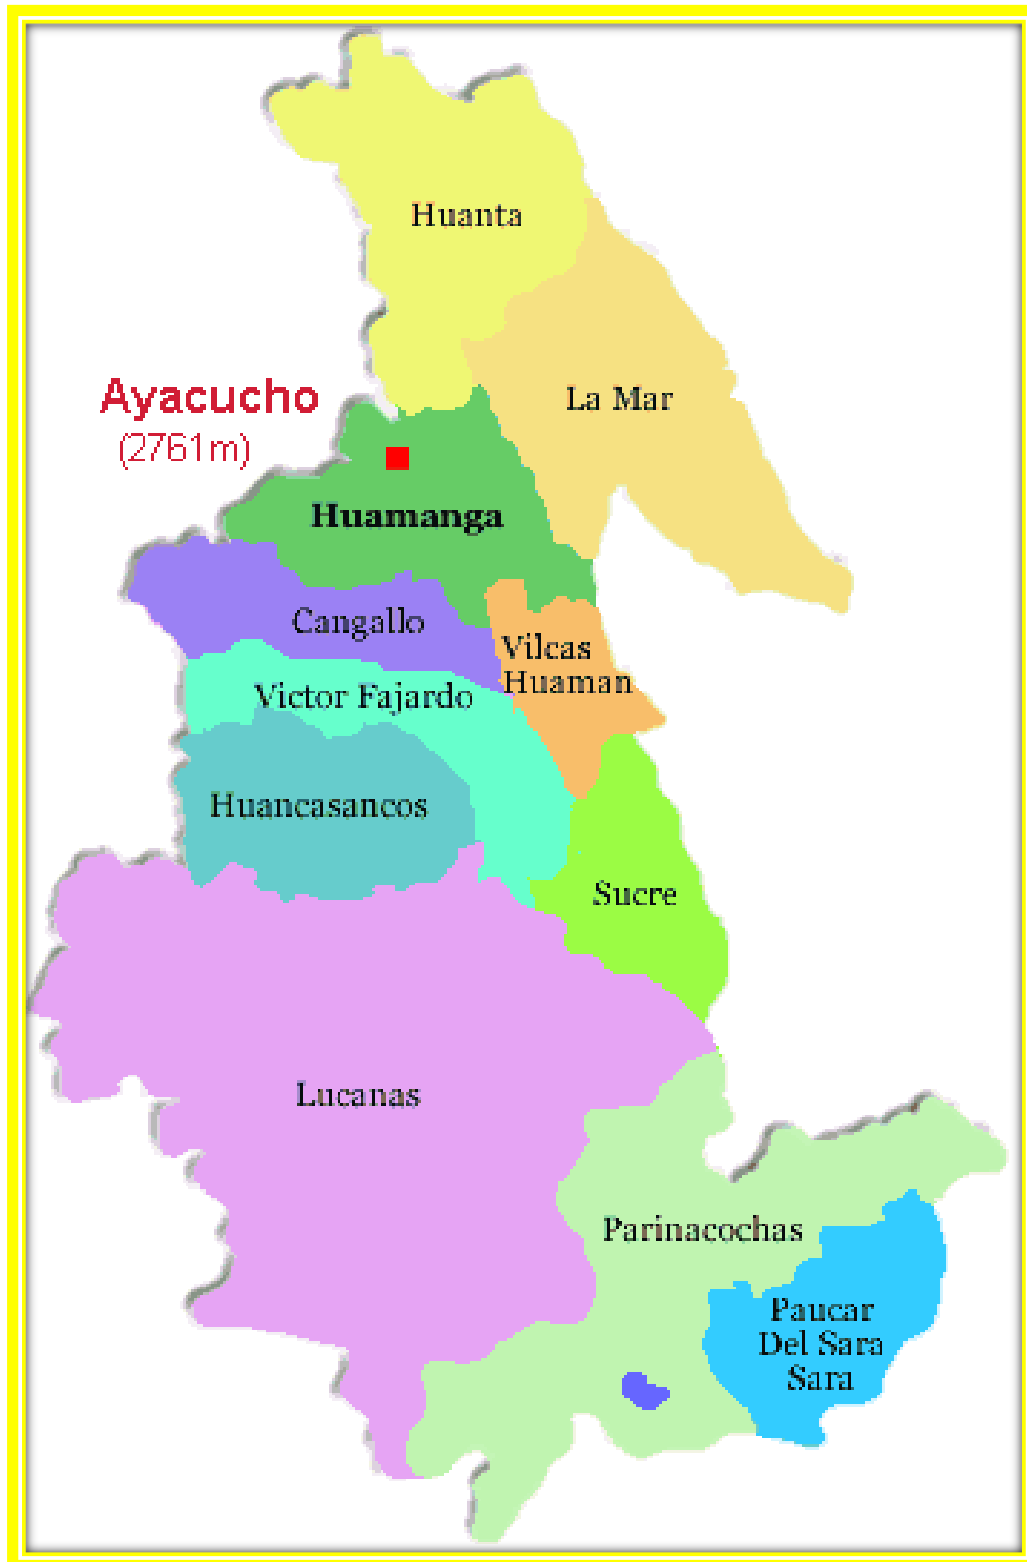 Huanta
La Mar
Ayacucho
(2761m)
Huamanga
Cangallo
Vilcas
Huaman
Victor Fajardo
Huancasancos
Sucre
Lucanas
Parinacochas
Paucar
Del Sara
Sara